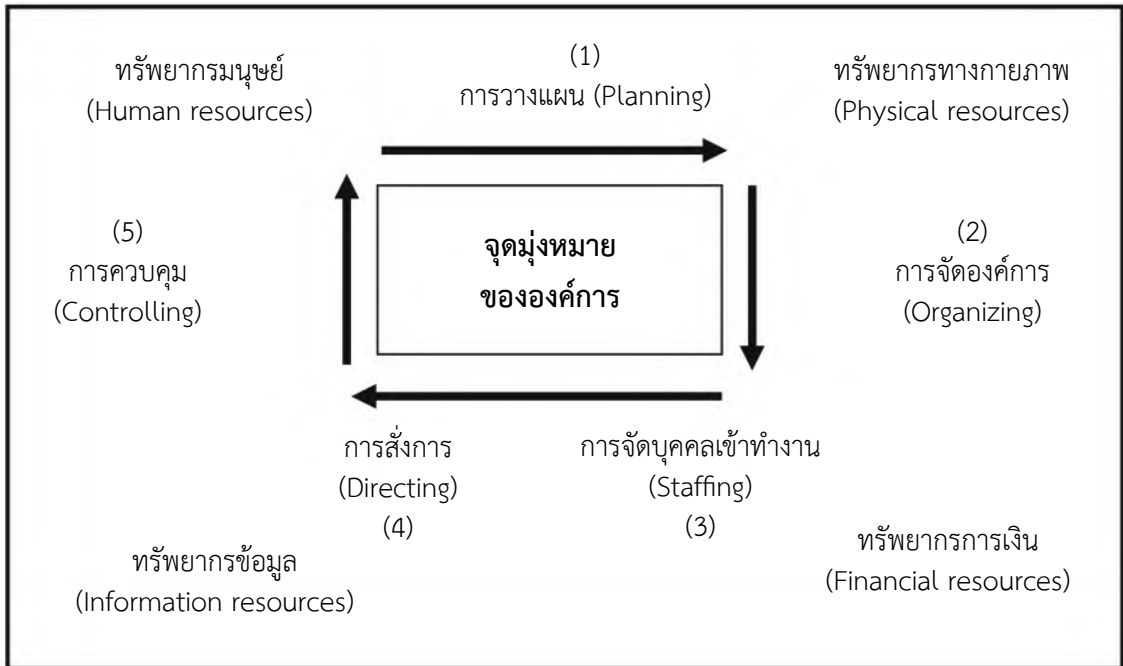 ทรัพยากรมนุษย์
(Human resources)
(1)
การวางแผน (Planning)
ทรัพยากรทางกายภาพ
(Physical resources)
(5)
การควบคุม
(Controlling)
จุดมุ่งหมาย
ขององค์การ
(2)
การจัดองค์การ
(Organizing)
การสั่งการ
(Directing)
(4)
การจัดบุคคลเข้าทำงาน
(Staffing)
(3)
ทรัพยากรข้อมูล
(Information resources)
ทรัพยากรการเงิน
(Financial resources)